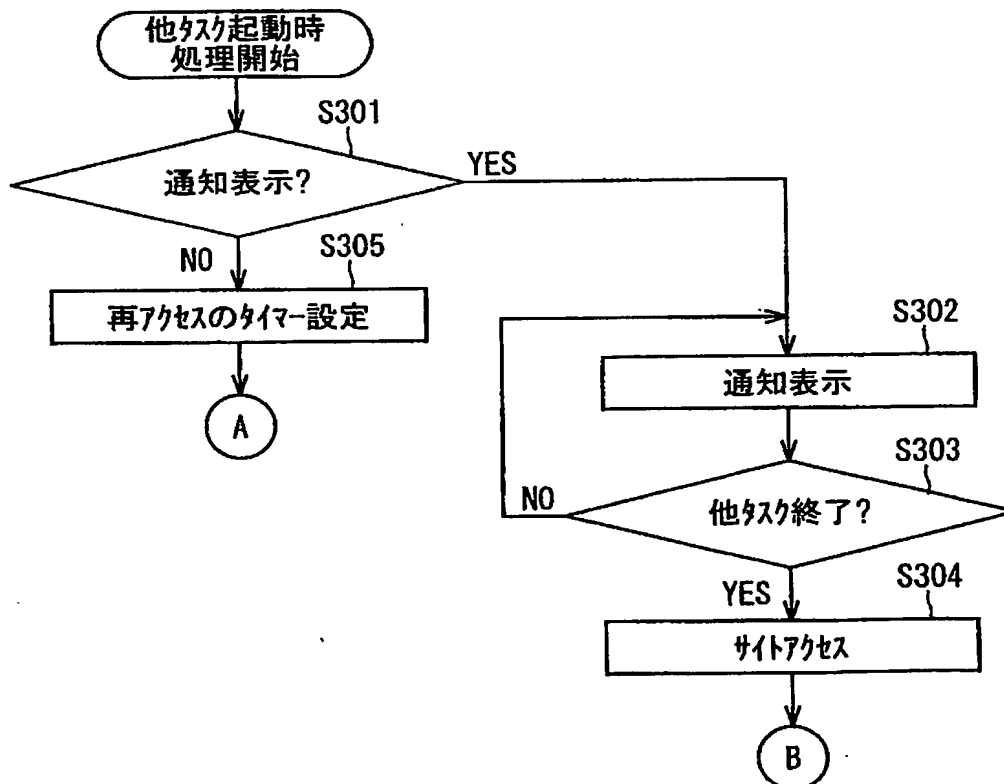 他ﾀｽｸ起動時
処理開始
S301
通知表示?
YES
NO
S305
再ｱｸｾｽのﾀｲﾏｰ設定
A
S302
通知表示
S303
他ﾀｽｸ終了?
NO
YES
S304
ｻｲﾄｱｸｾｽ
B